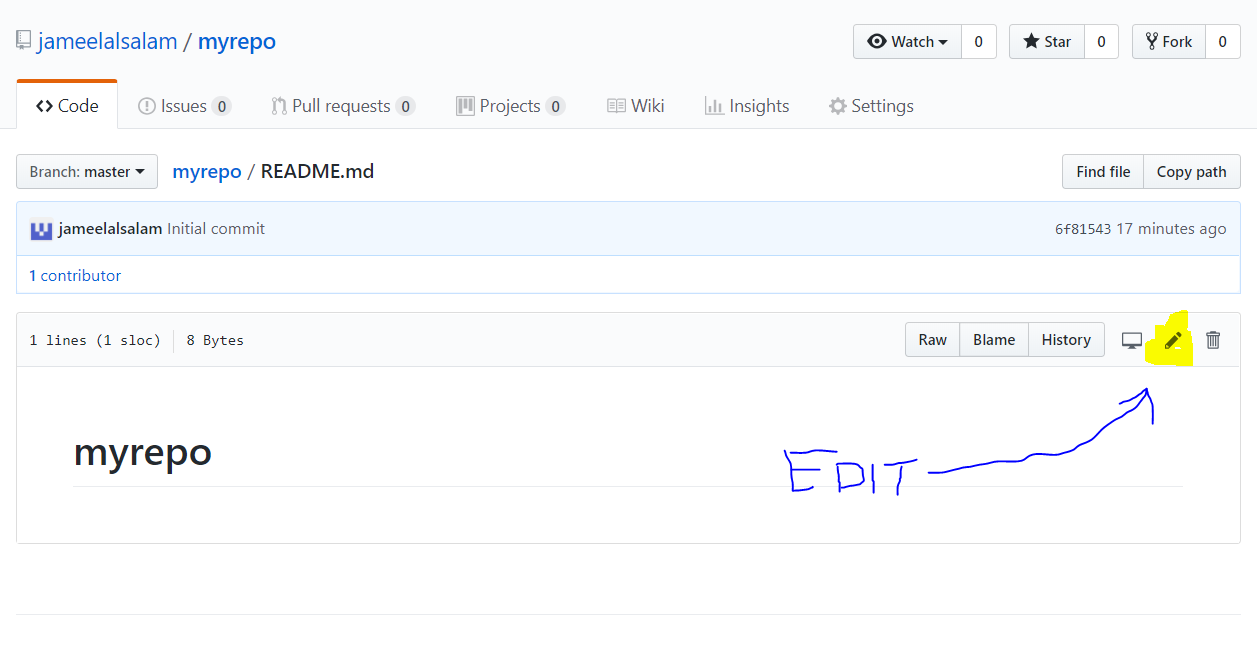 jameelalsalam / myrepo Watch 0 Star 0 Fork 0
Code Issues 0 Pull requests 0 Projects 0 Wiki Insights Settings
Branch: master myrepo / README.md Find file Copy path
jameelalsalam Initial commit 6f81543 17 minutes ago
1 contributor
1 lines (1 sloc) 8 Bytes Raw Blame History
myrepo
EDIT